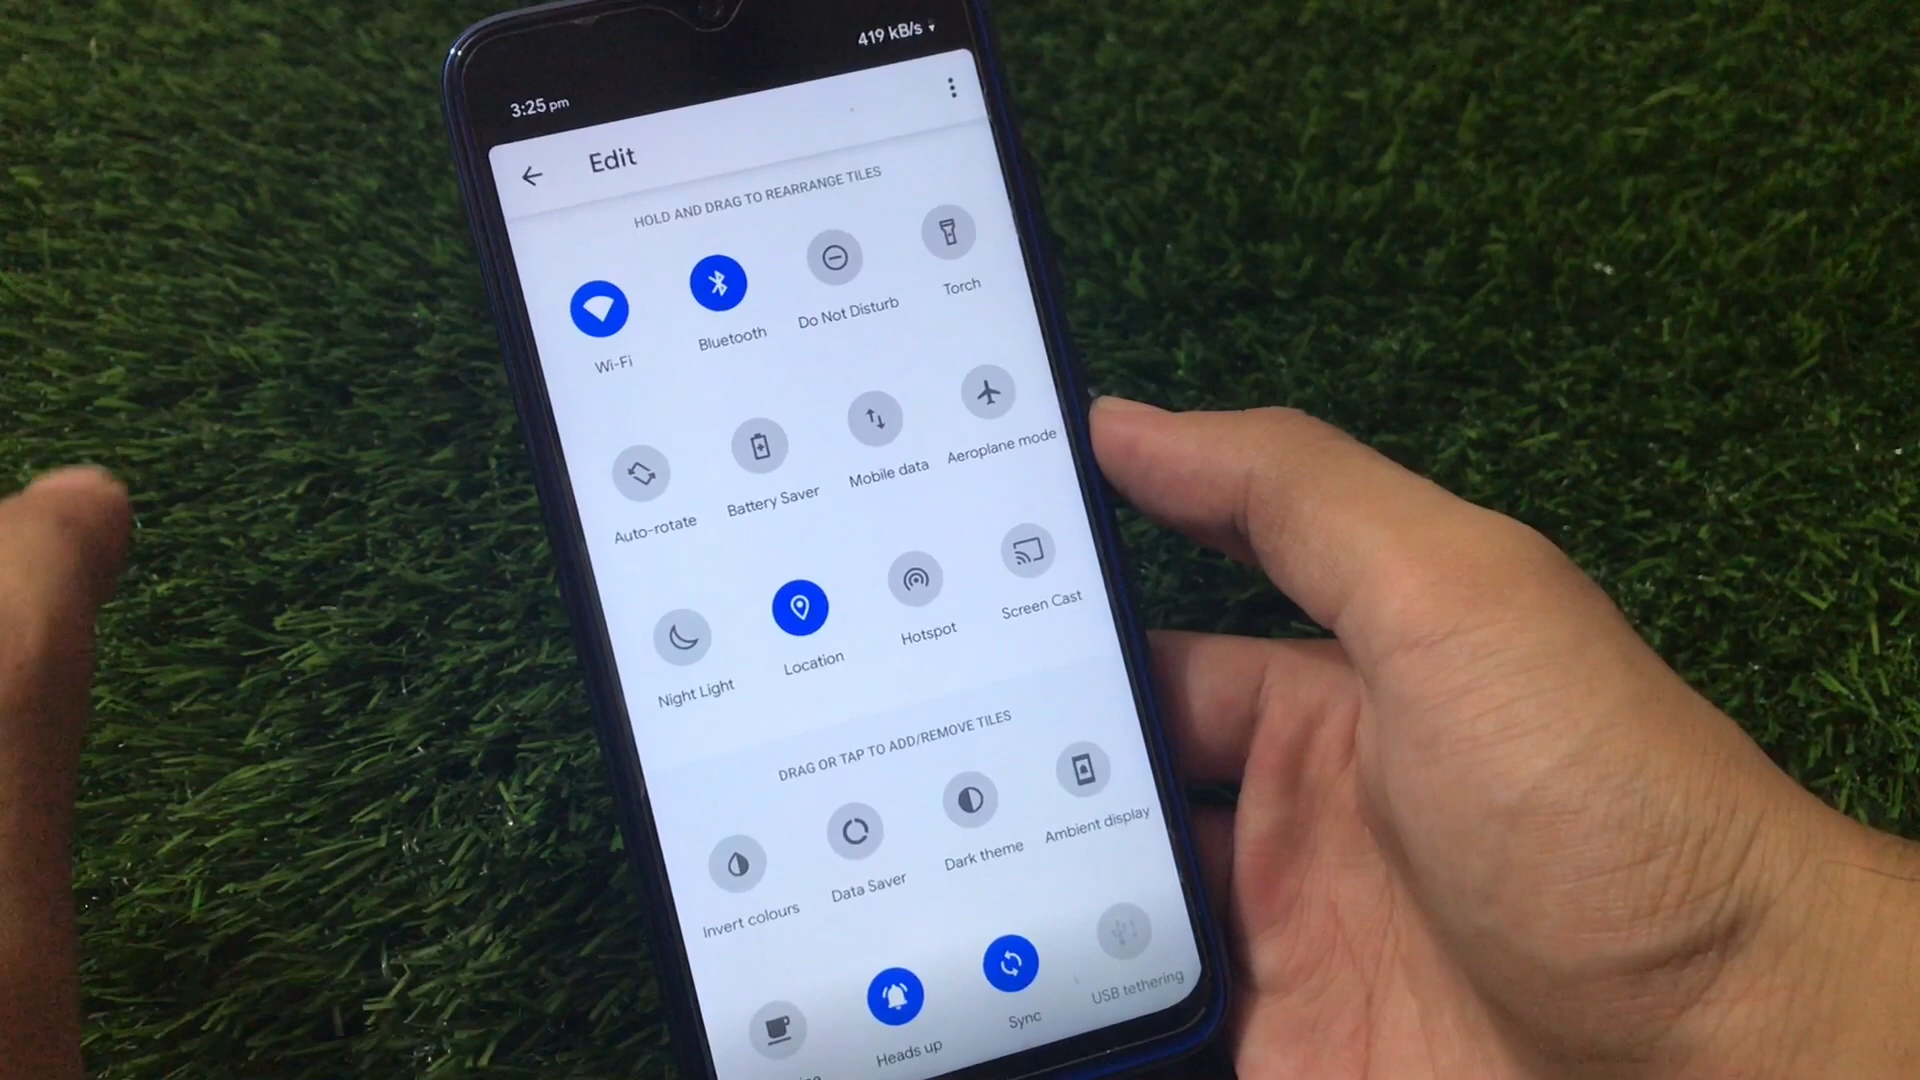 3:25 pm
419 kB/s
Edit
HOLD AND DRAG TO REARRANGE TILES
Wi-Fi
Bluetooth
Do Not Disturb
Torch
Auto-rotate
Battery Saver
Mobile data
Aeroplane mode
Night Light
Location
Hotspot
Screen Cast
DRAG OR TAP TO ADD/REMOVE TILES
Invert colours
Data Saver
Dark theme
Ambient display
Heads up
Sync
USB tethering